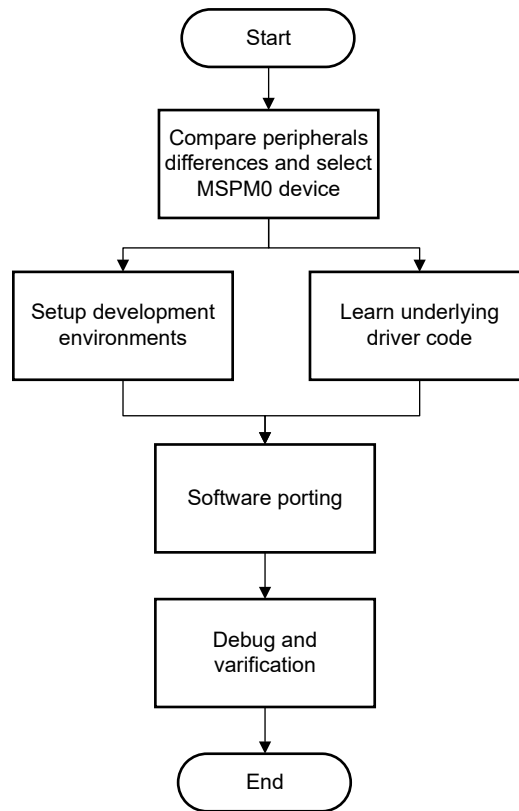 Start
Compare peripherals
differences and select
MSPM0 device
Setup development
environments
Learn underlying
driver code
Software porting
Debug and
varification
End